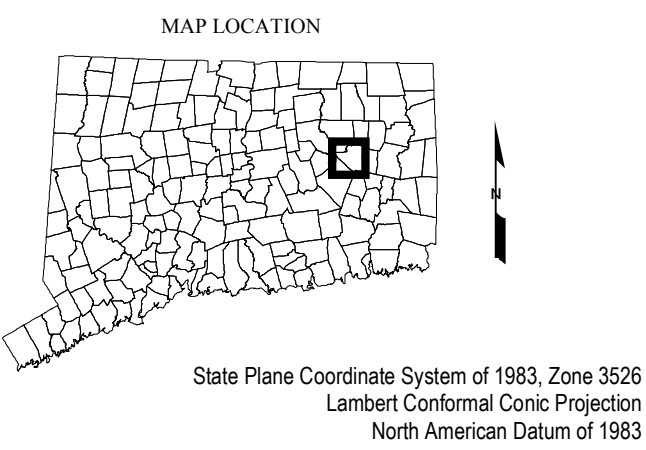 MAP LOCATION
N
State Plane Coordinate System of 1983, Zone 3526
Lambert Conformal Conic Projection
North American Datum of 1983